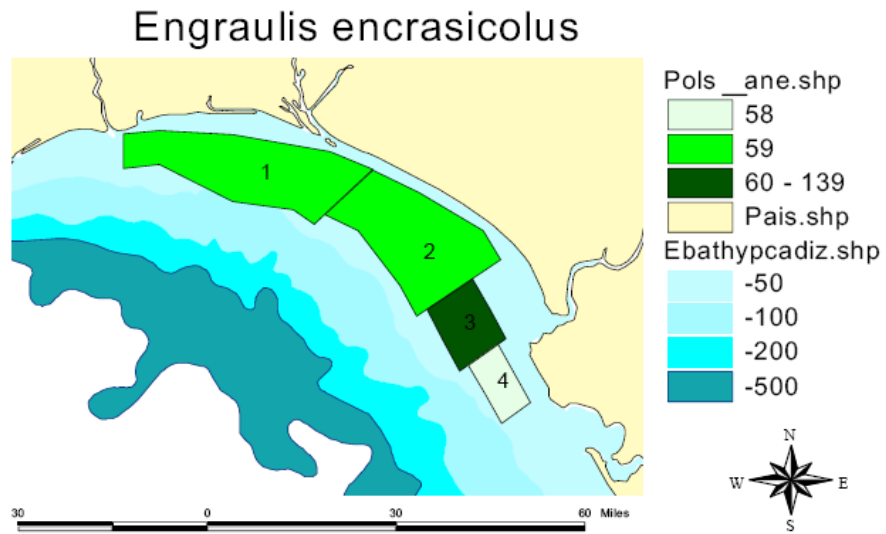 Engraulis encrasicolus
1
2
3
4
Pols __ane.shp
58
59
60 - 139
Pais.shp
Ebathypcadiz.shp
-50
-100
-200
-500
N
W E
S
30 0 30 60 Miles